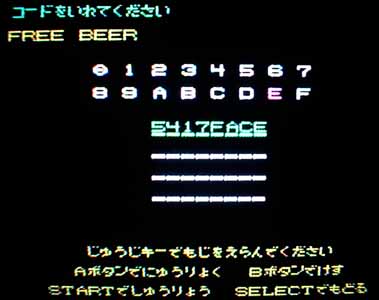 コードをいれてください
FREE BEER
0 1 2 3 4 5 6 7
8 9 A B C D E F
5417FACE
じゅうじキーでもじをえらんでください
Aボタンでにゅうりょく Bボタンでけす
STARTでしゅうりょう SELECTでもどる